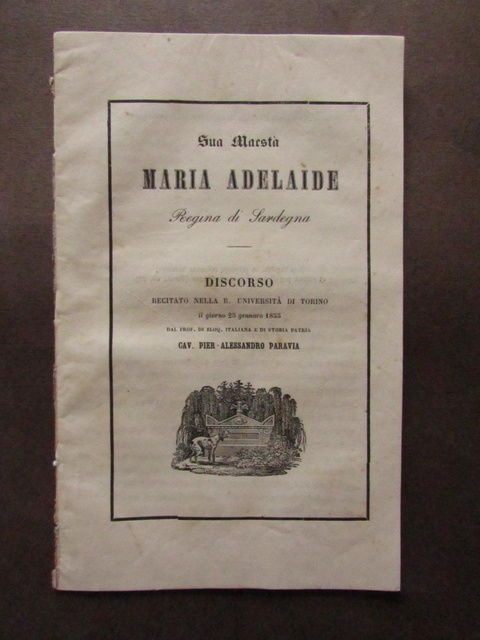 Sua Maestà
MARIA ADELAIDE
Regina di Sardegna
DISCORSO
RECITATO NELLA R. UNIVERSITÀ DI TORINO
il giorno 25 gennaro 1855
DAL PROF. DI ELOQ. ITALIANA E DI STORIA PATRIA
CAV. PIER-ALESSANDRO PARAVIA